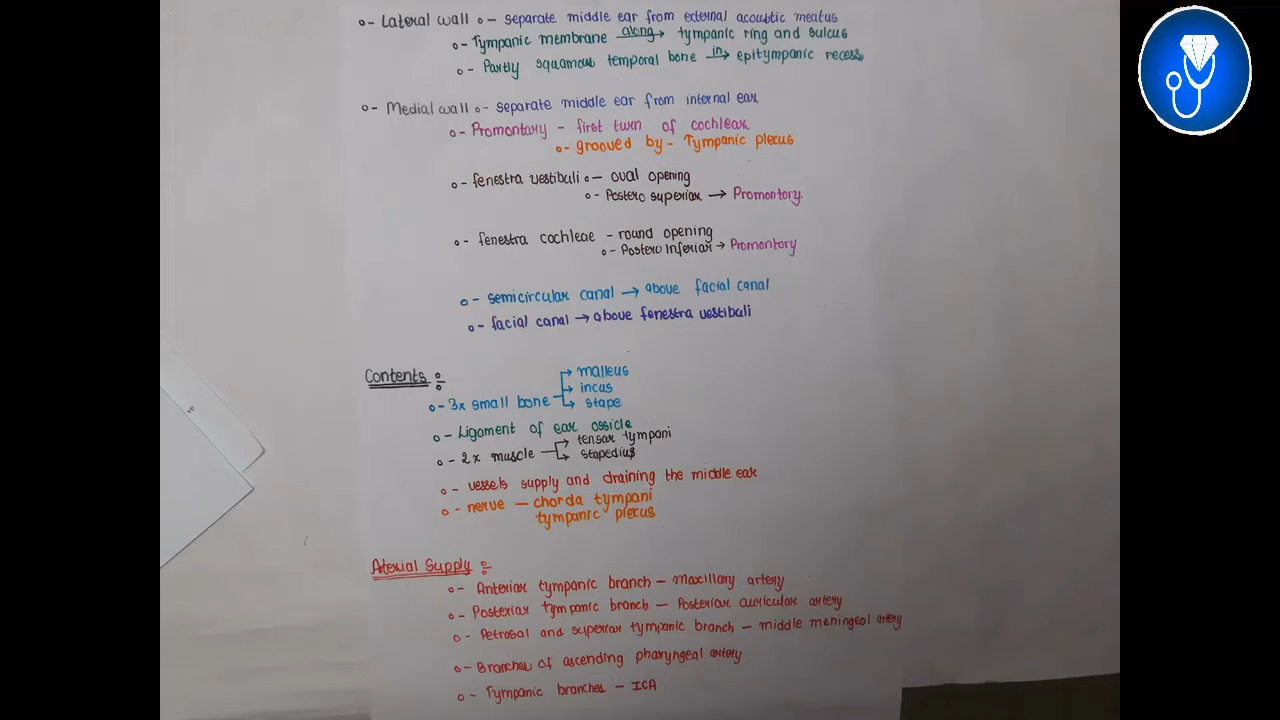 Lateral wall - separate middle ear from external acoustic meatus
- Tympanic membrane along → tympanic ring and sulcus
- Partly squamous temporal bone in → epitympanic recess
- Medial wall - separate middle ear from internal ear
- Promontary - first turn of cochlear
- grooved by - Tympanic plexus
- fenestra vestibuli - oval opening
- Postero superior → Promontory.
- fenestra cochleae - round opening
- Postero Inferior → Promontory
- semicircular canal → above facial canal
- facial canal → above fenestra vestibuli
Contents :-
- 3x small bone → malleus
→ incus
→ stape
- Ligament of ear ossicle
- 2x muscle → tensor tympani
→ stapedius
- vessels supply and draining the middle ear
- nerve - chorda tympani
tympanic plexus
Arterial Supply :-
- Anterior tympanic branch - maxillary artery
- Posterior tympanic branch - Posterior auricular artery
- Petrosal and superior tympanic branch - middle meningeal artery
- Branches of ascending pharyngeal artery
- Tympanic branches - ICA